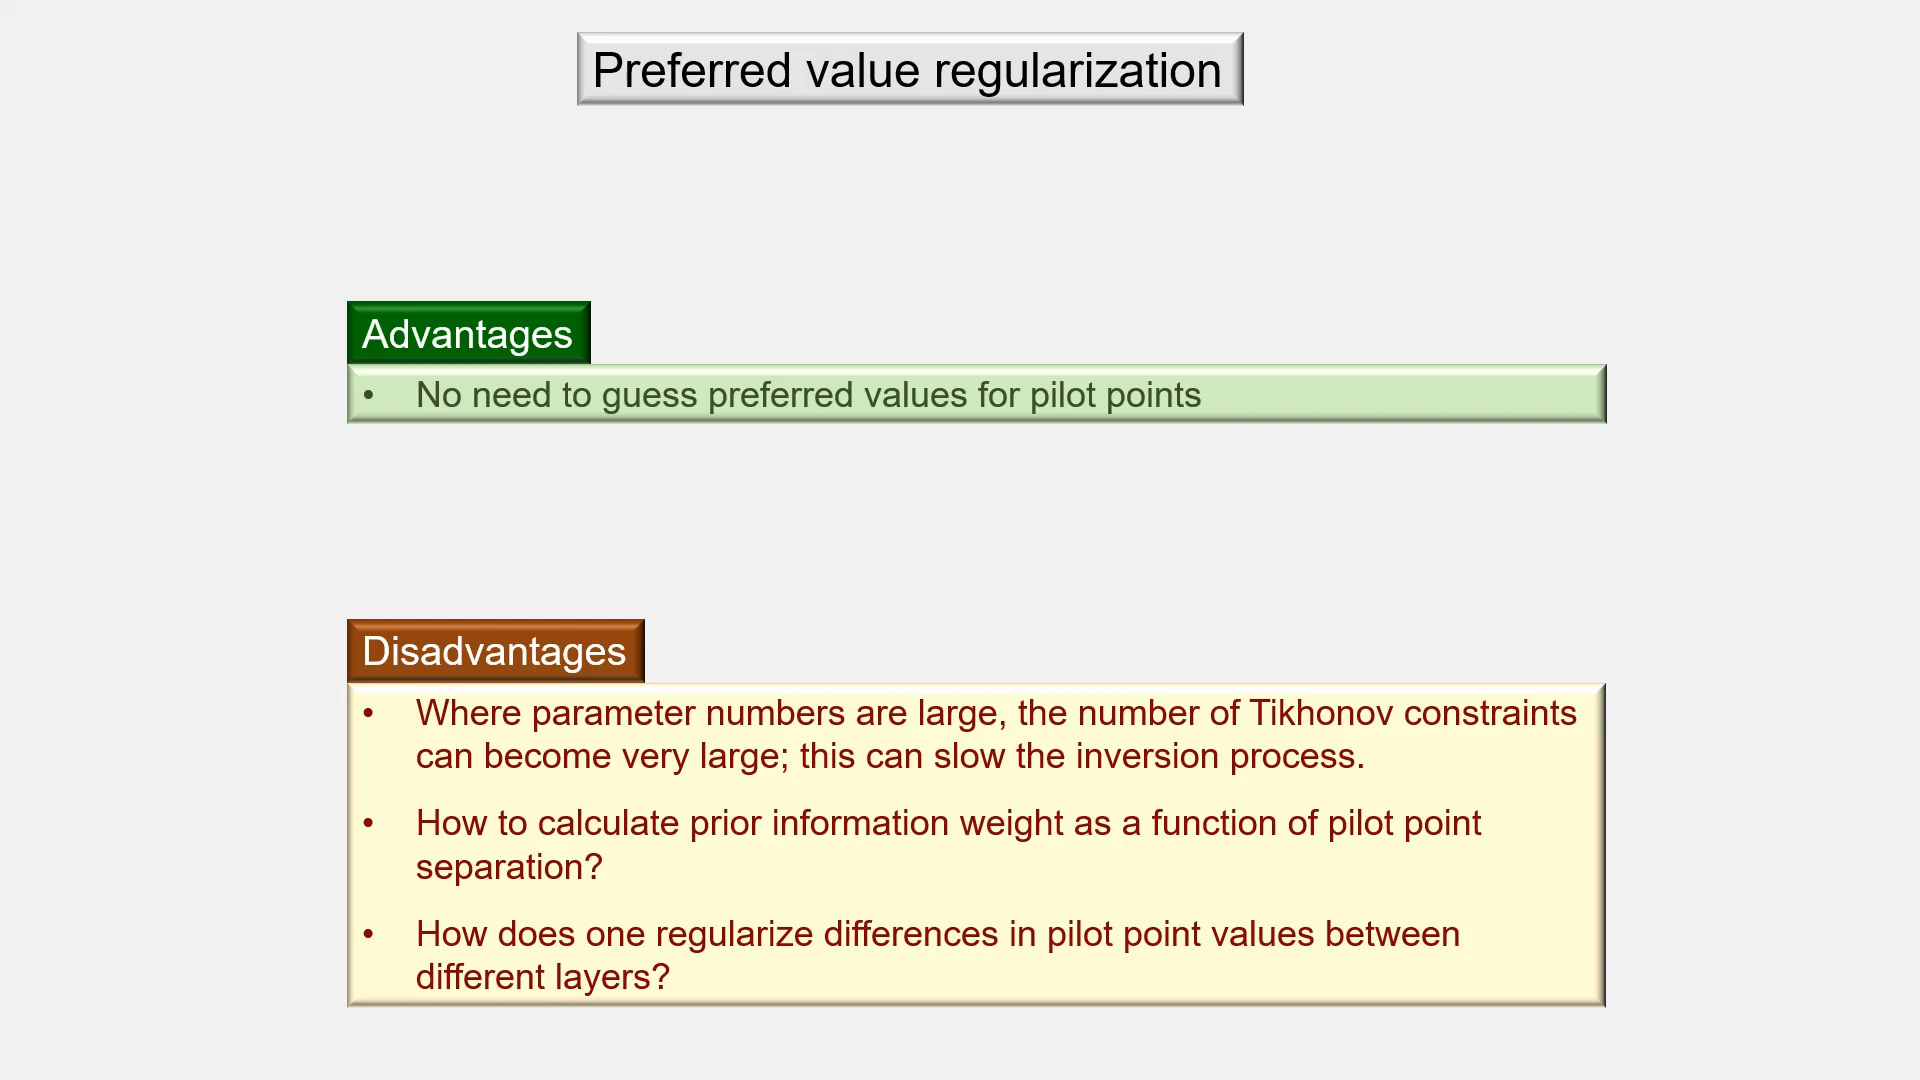 Preferred value regularization
Advantages
• No need to guess preferred values for pilot points
Disadvantages
• Where parameter numbers are large, the number of Tikhonov constraints
can become very large; this can slow the inversion process.
• How to calculate prior information weight as a function of pilot point
separation?
• How does one regularize differences in pilot point values between
different layers?